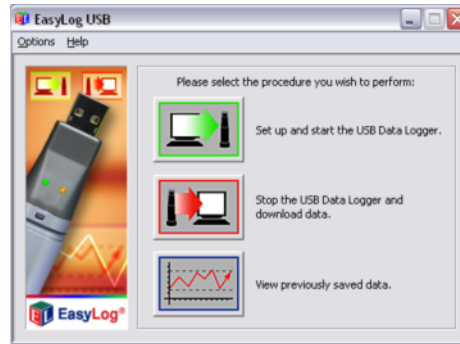 EasyLog USB
Options Help
Please select the procedure you wish to perform:
Set up and start the USB Data Logger.
Stop the USB Data Logger and
download data.
View previously saved data.
EL EasyLog®